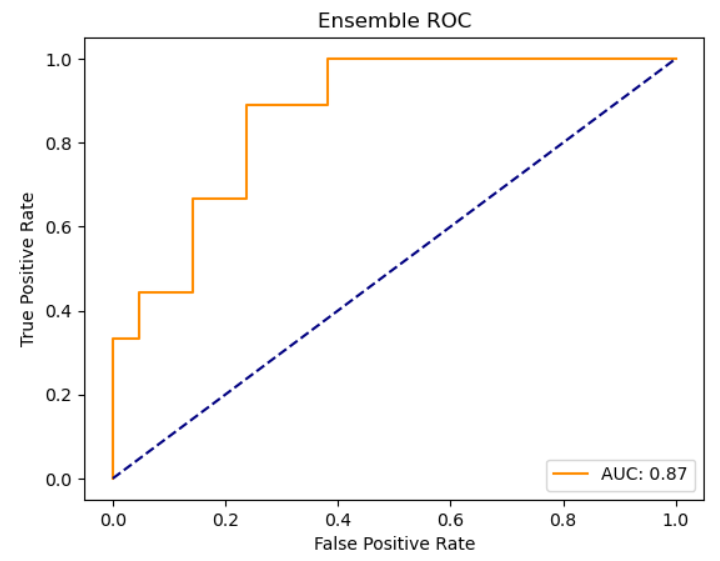 Ensemble ROC
1.0
0.8
0.6
0.4
0.2
0.0
True Positive Rate
0.0 0.2 0.4 0.6 0.8 1.0
False Positive Rate
AUC: 0.87